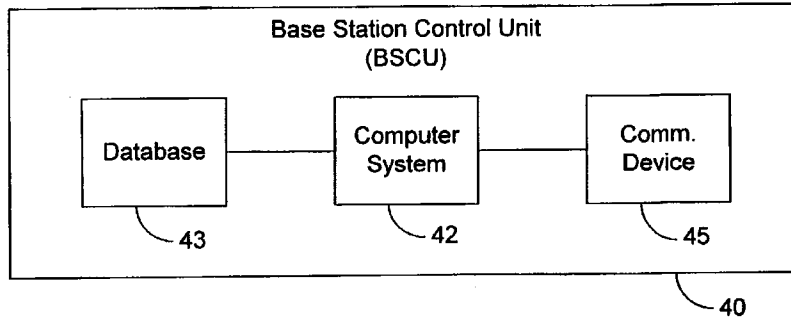 Base Station Control Unit
(BSCU)
Database
Computer
System
Comm.
Device
43
42
45
40